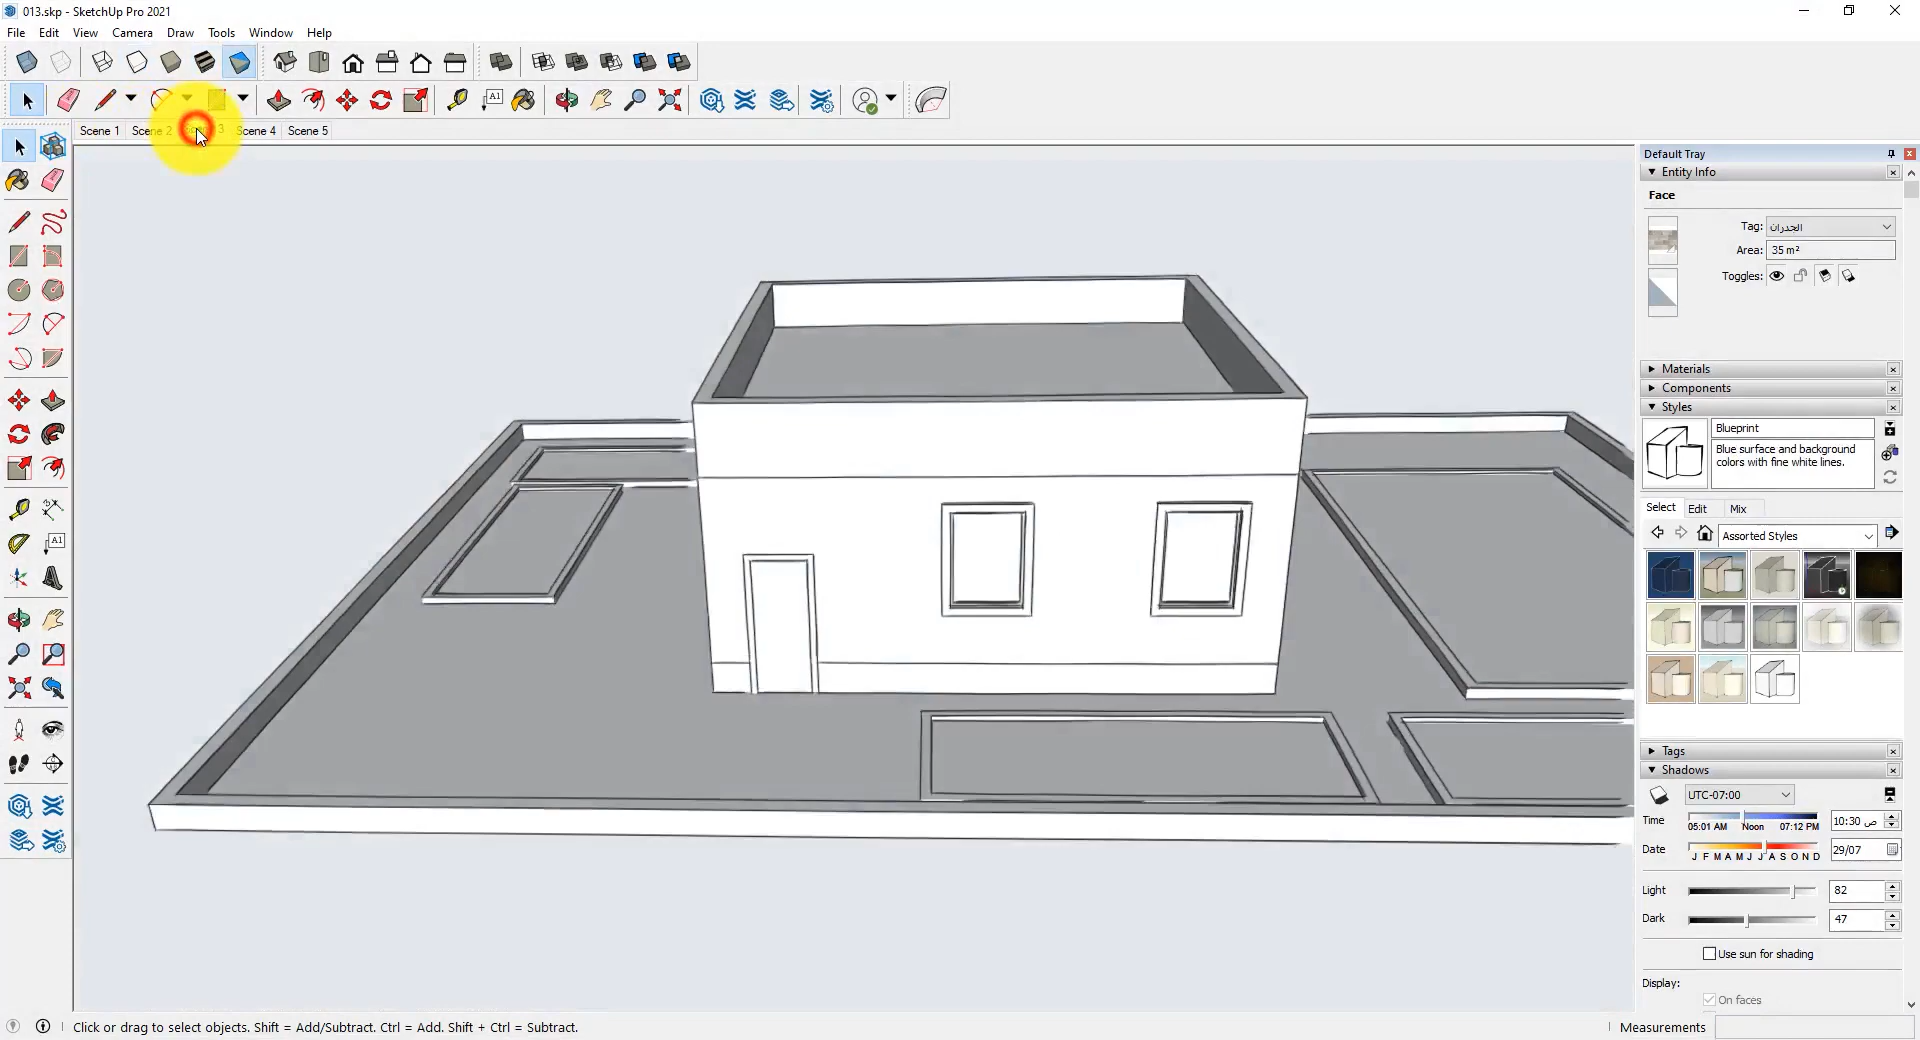 013.skp - SketchUp Pro 2021
File Edit View Camera Draw Tools Window Help
A1
Scene 1 Scene 2 3 Scene 4 Scene 5
Default Tray
Entity Info
Face
Tag: الجدران
Area: 35 m²
Toggles:
Materials
Components
Styles
Blueprint
Blue surface and background
colors with fine white lines.
Select Edit Mix
Assorted Styles
A1
Tags
Shadows
UTC-07:00
Time 05:01 AM Noon 07:12 PM 10:30 ص
Date J F M A M J J A S O N D 29/07
Light 82
Dark 47
Use sun for shading
Display:
On faces
Click or drag to select objects. Shift = Add/Subtract. Ctrl = Add. Shift + Ctrl = Subtract.
Measurements